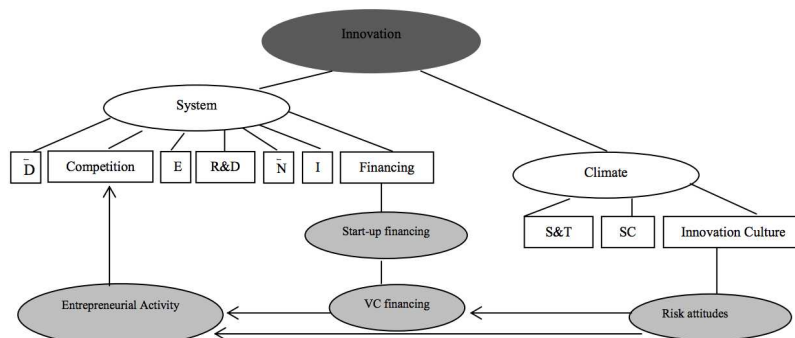 Innovation
System
D̄
Competition
E
R&D
N̄
I
Financing
Climate
S&T
SC
Innovation Culture
Start-up financing
Entrepreneurial Activity
VC financing
Risk attitudes